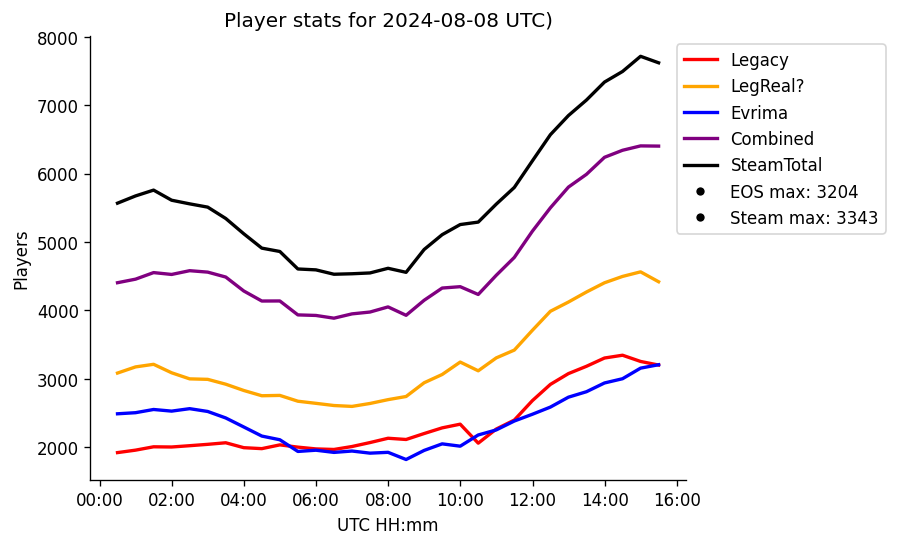 Player stats for 2024-08-08 UTC)
8000
7000
6000
5000
4000
3000
2000
Players
00:00
02:00
04:00
06:00
08:00
10:00
12:00
14:00
16:00
UTC HH:mm
Legacy
LegReal?
Evrima
Combined
SteamTotal
EOS max: 3204
Steam max: 3343